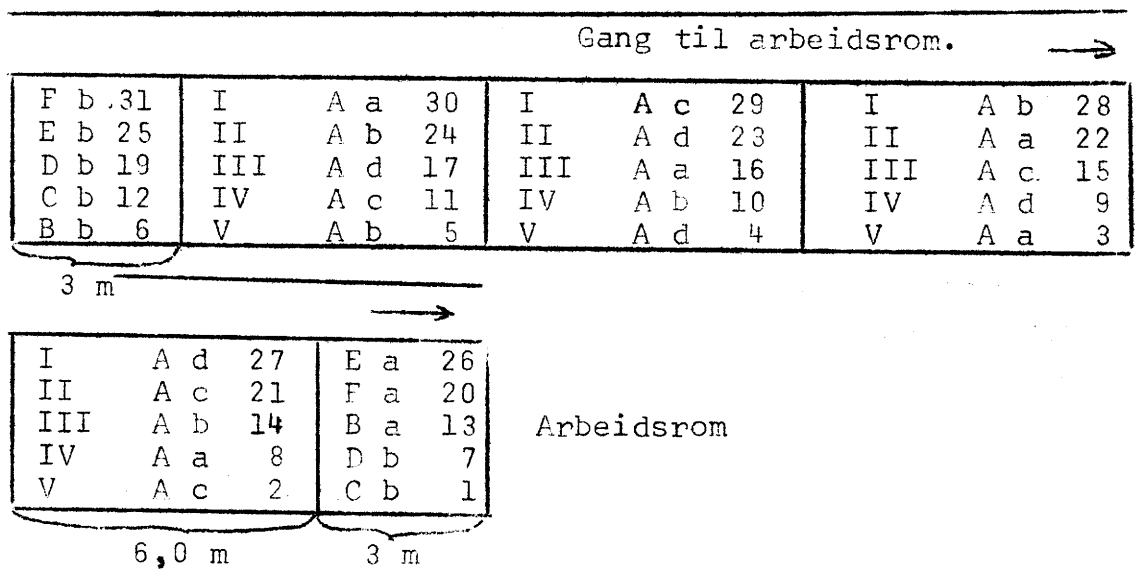 Gang til arbeidsrom.
F b 31 I A a 30 I A c 29 I A b 28
E b 25 II A b 24 II A d 23 II A a 22
D b 19 III A d 17 III A a 16 III A c 15
C b 12 IV A c 11 IV A b 10 IV A d 9
B b 6 V A b 5 V A d 4 V A a 3
3 m
I A d 27 E a 26
II A c 21 F a 20
III A b 14 B a 13
Arbeidsrom
IV A a 8 D b 7
V A c 2 C b 1
6,0 m 3 m